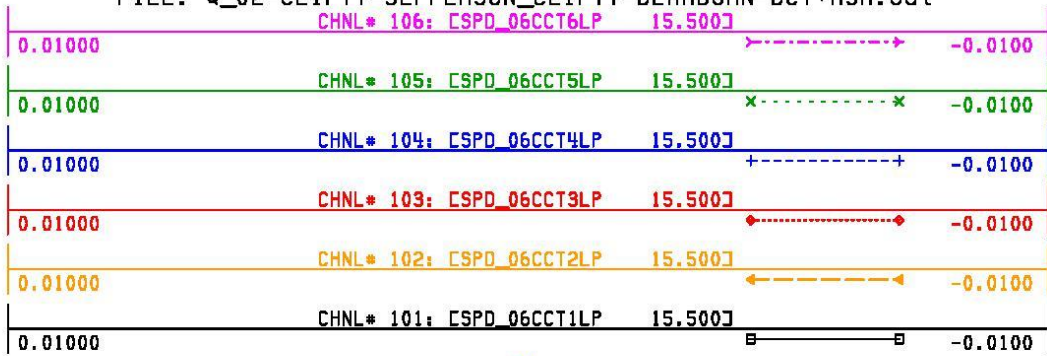 CHNL# 106: [SPD_06CCT6LP 15.500]
0.01000 -0.0100
CHNL# 105: [SPD_06CCT5LP 15.500]
0.01000 -0.0100
CHNL# 104: [SPD_06CCT4LP 15.500]
0.01000 -0.0100
CHNL# 103: [SPD_06CCT3LP 15.500]
0.01000 -0.0100
CHNL# 102: [SPD_06CCT2LP 15.500]
0.01000 -0.0100
CHNL# 101: [SPD_06CCT1LP 15.500]
0.01000 -0.0100